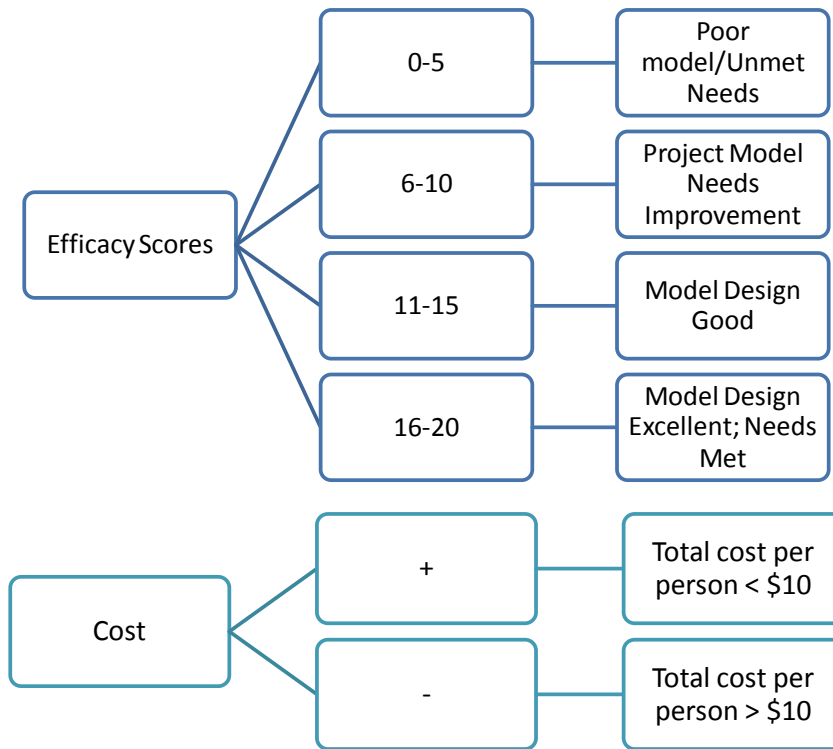 Efficacy Scores
0-5
Poor
model/Unmet
Needs
6-10
Project Model
Needs
Improvement
11-15
Model Design
Good
16-20
Model Design
Excellent; Needs
Met
Cost
+
Total cost per
person < $10
-
Total cost per
person > $10